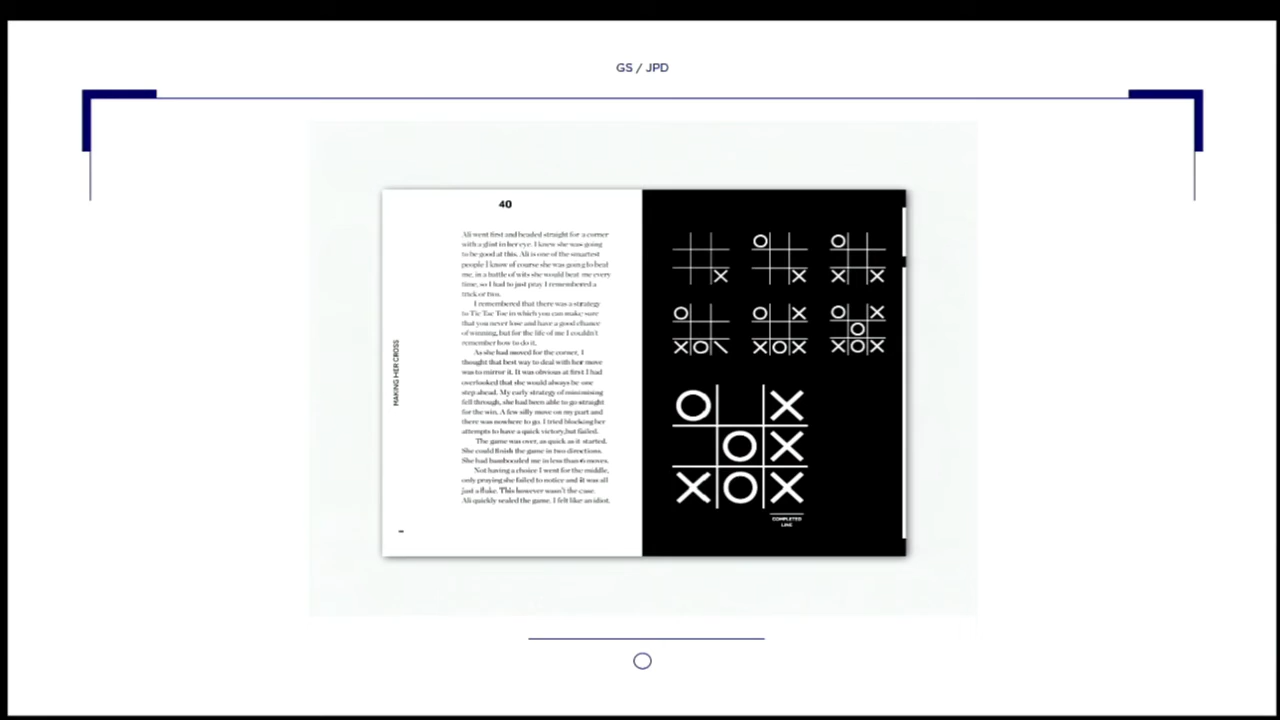 GS / JPD
40
Ali went first and headed straight for a corner
with a glint in her eye. I knew she was going
to be good at this. Ali is one of the smartest
people I know of course she was going to beat
me, in a battle of wits she would beat me every
time, so I had to just pray I remembered a
trick or two.
I remembered that there was a strategy
to Tic Tac Toe in which you can make sure
that you never lose and have a good chance
of winning, but for the life of me I couldn't
remember how to do it.
As she had moved for the corner, I
thought that best way to deal with her move
was to mirror it. It was obvious at first I had
overlooked that she would always be one
step ahead. My early strategy of mimicking
fell through, she had been able to go straight
for the win. A few silly move on my part and
there was nowhere to go. I tried blocking her
attempts to have a quick victory, but failed.
The game was over, as quick as it started.
She could finish the game in two directions.
She had bamboozled me in less than 6 moves.
Not having a choice I went for the middle,
only praying she failed to notice and it was all
just a fluke. This however wasn't the case.
Ali quickly sealed the game. I felt like an idiot.
MAKING HER CROSS
X
O
X
O
X X
O
X O \
O X
X O X
O X
O
X O X
O X
O X
X O X
COMPLETED
LINE